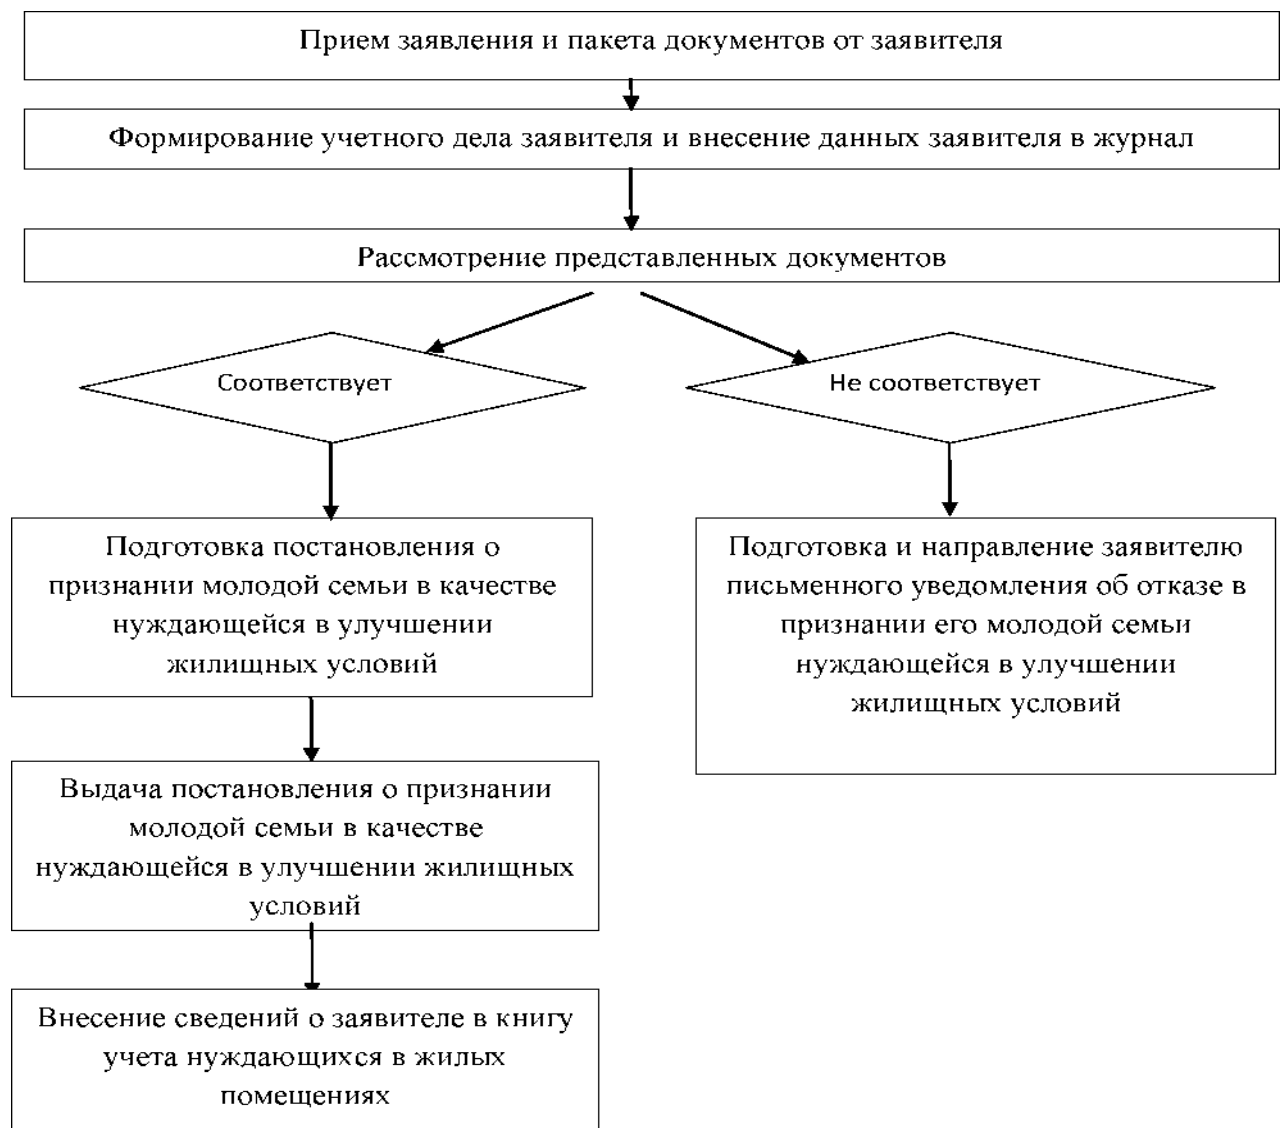 Прием заявления и пакета документов от заявителя
Формирование учетного дела заявителя и внесение данных заявителя в журнал
Рассмотрение представленных документов
Соответствует
Не соответствует
Подготовка постановления о
признании молодой семьи в качестве
нуждающейся в улучшении
жилищных условий
Подготовка и направление заявителю
письменного уведомления об отказе в
признании его молодой семьи
нуждающейся в улучшении
жилищных условий
Выдача постановления о признании
молодой семьи в качестве
нуждающейся в улучшении жилищных
условий
Внесение сведений о заявителе в книгу
учета нуждающихся в жилых
помещениях